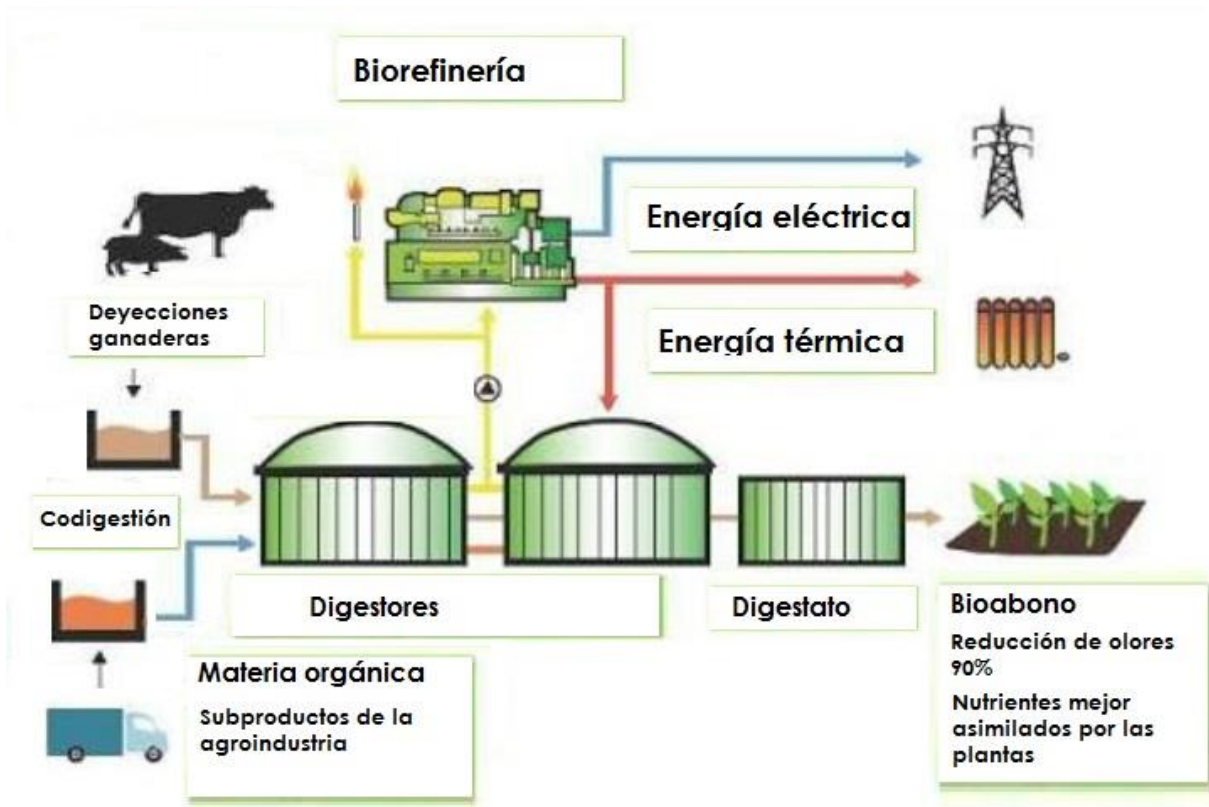 Biorefinería
Energía eléctrica
Energía térmica
Deyecciones
ganaderas
Codigestión
Digestores
Digestato
Materia orgánica
Subproductos de la
agroindustria
Bioabono
Reducción de olores
90%
Nutrientes mejor
asimilados por las
plantas